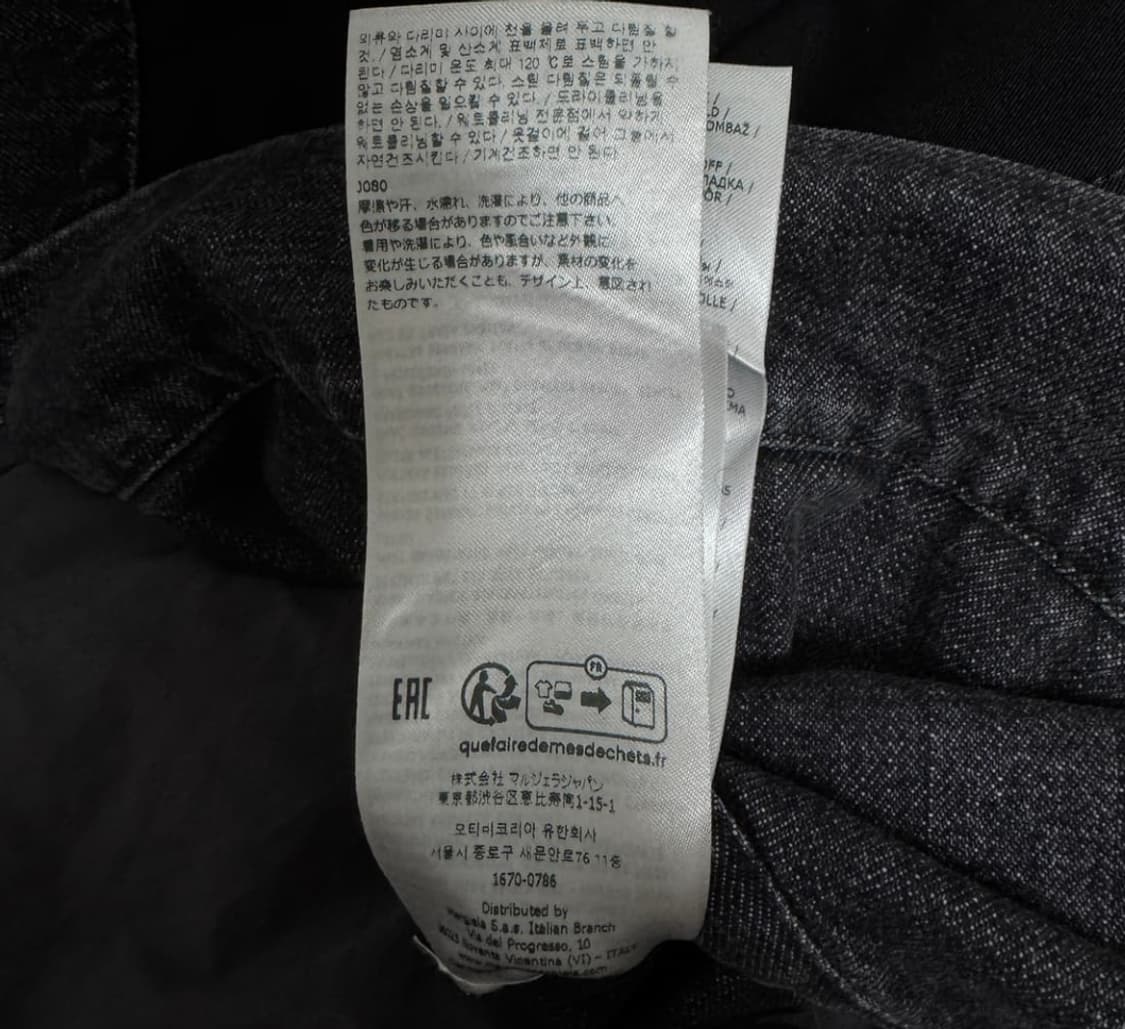 의류와 다리미 사이에 천을 올려 두고 다림질 할
것. / 염소계 및 산소계 표백제로 표백하면 안
된다 / 다리미 온도 최대 120 ℃로 스팀을 가하지
않고 다림질할 수 있다. 스팀 다림질은 되돌릴 수
없는 손상을 일으킬 수 있다. / 드라이클리닝을
하면 안 된다. / 웨트클리닝 전문점에서 약하게
웨트클리닝할 수 있다 / 옷걸이에 걸어 그늘에서
자연건조시킨다 / 기계건조하면 안 된다
J080
摩擦や汗、水濡れ、洗濯により、他の商品へ
色が移る場合がありますのでご注意下さい。
着用や洗濯により、色や風合いなど外観に
変化が生じる場合がありますが、素材の変化を
お楽しみいただくことも、デザイン上、意図され
たものです。
EAC
FR
quefairedemesdechets.fr
株式会社 マルジェラジャパン
東京都渋谷区恵比寿南1-15-1
오티비코리아 유한회사
서울시 종로구 새문안로76 11층
1670-0786
Distributed by
Margiela S.a.s. Italian Branch
Via del Progresso, 10
36025 Noventa Vicentina (VI) - ITALY
/
LD /
OMBAŽ /
OFF /
ЛАДКА /
OR /
OLLE /